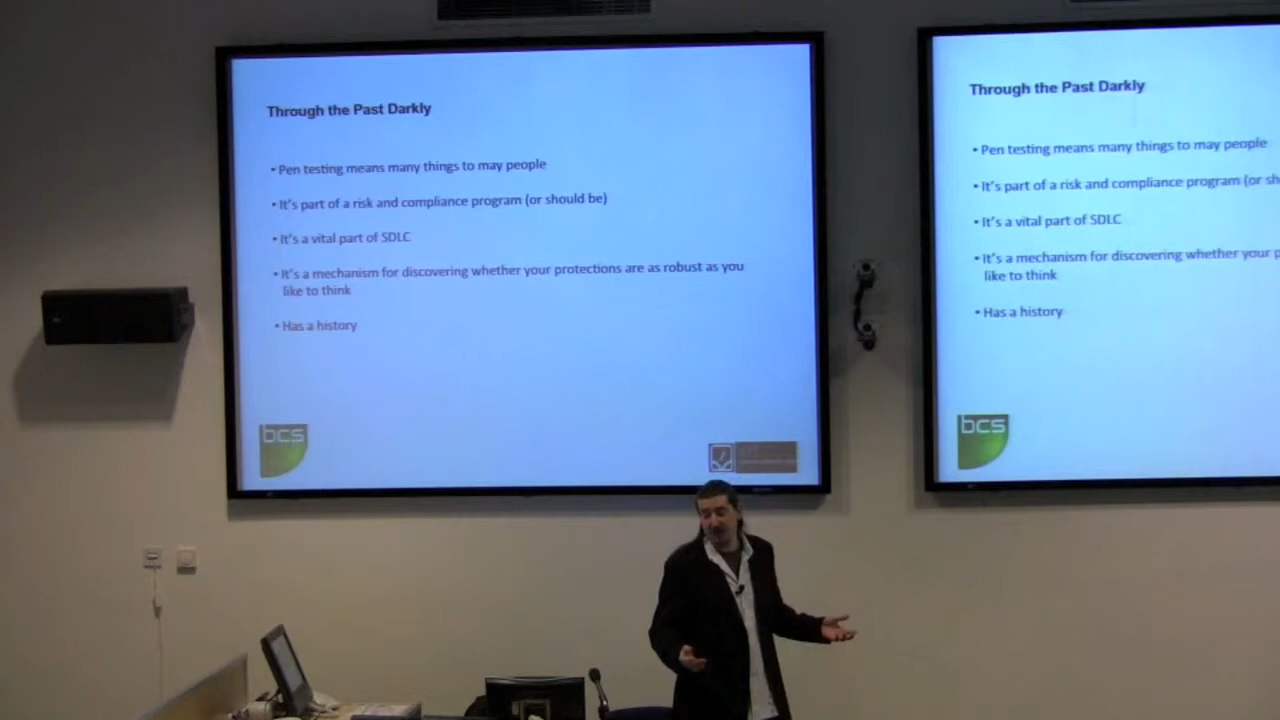 Through the Past Darkly
• Pen testing means many things to may people
• It's part of a risk and compliance program (or should be)
• It's a vital part of SDLC
• It's a mechanism for discovering whether your protections are as robust as you
like to think
• Has a history
bcs
Through the Past Darkly
• Pen testing means many things to may people
• It's part of a risk and compliance program (or sh
• It's a vital part of SDLC
• It's a mechanism for discovering whether your p
like to think
• Has a history
bcs